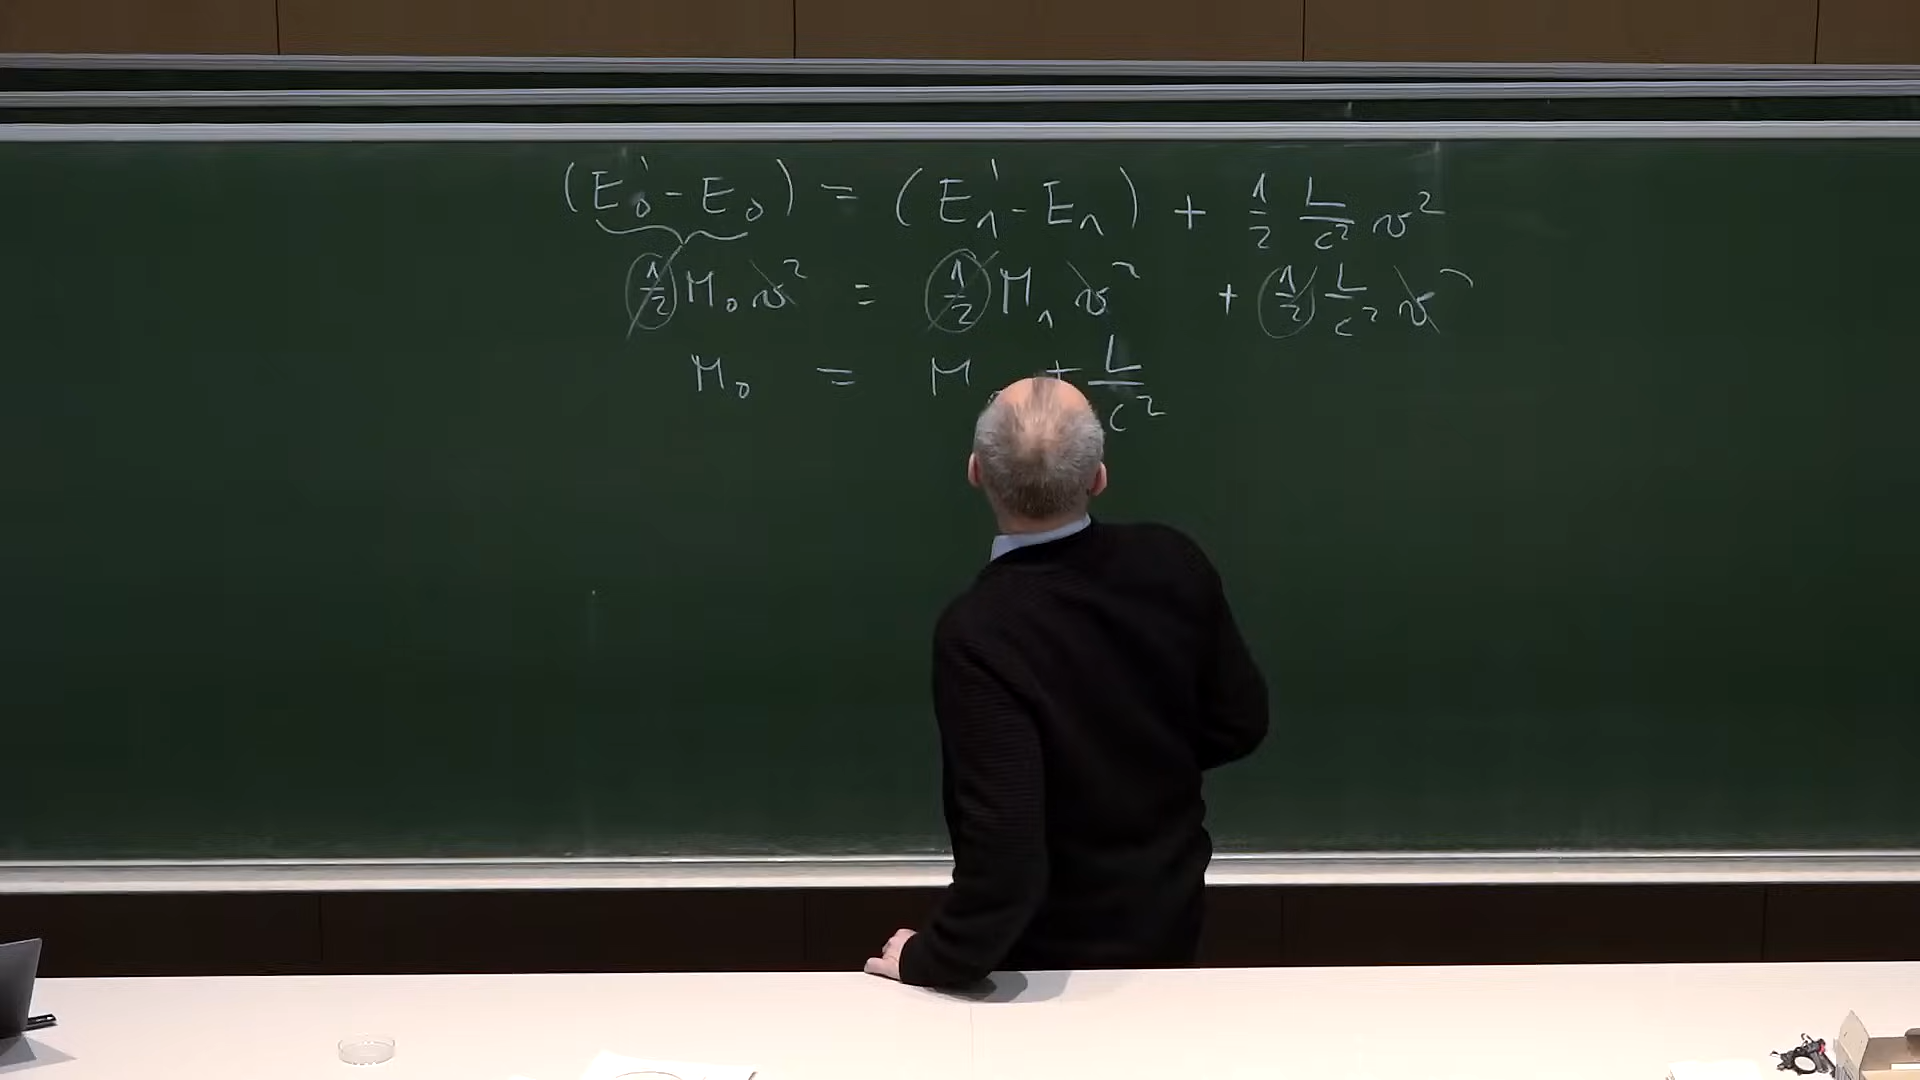 (E₀' - E₀) = (E₁' - E₁) + 1/2 L/c² v²
1/2 M₀ v² = 1/2 M₁ v² + 1/2 L/c² v²
M₀ = M + L/c²